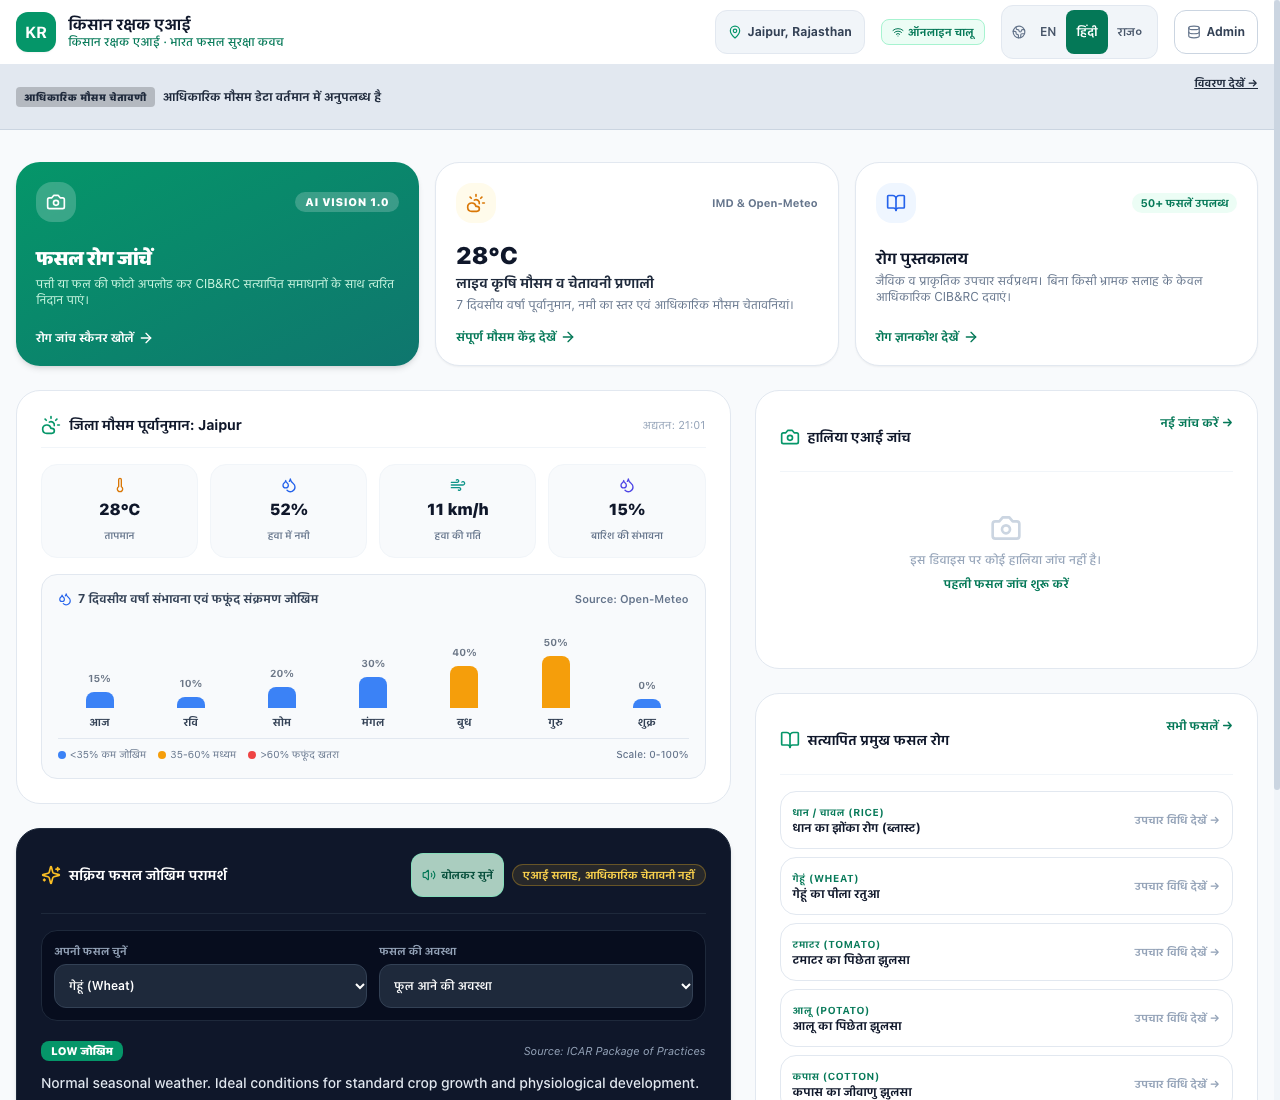 KR
किसान रक्षक एआई
किसान रक्षक एआई · भारत फसल सुरक्षा कवच
Jaipur, Rajasthan
ऑनलाइन चालू
EN
हिंदी
राज०
Admin
आधिकारिक मौसम चेतावणी
आधिकारिक मौसम डेटा वर्तमान में अनुपलब्ध है
विवरण देखें →
AI VISION 1.0
फसल रोग जांचें
पत्ती या फल की फोटो अपलोड कर CIB&RC सत्यापित समाधानों के साथ त्वरित
निदान पाएं।
रोग जांच स्कैनर खोलें →
IMD & Open-Meteo
28°C
लाइव कृषि मौसम व चेतावनी प्रणाली
7 दिवसीय वर्षा पूर्वानुमान, नमी का स्तर एवं आधिकारिक मौसम चेतावनियां।
संपूर्ण मौसम केंद्र देखें →
50+ फसलें उपलब्ध
रोग पुस्तकालय
जैविक व प्राकृतिक उपचार सर्वप्रथम। बिना किसी भ्रामक सलाह के केवल
आधिकारिक CIB&RC दवाएं।
रोग ज्ञानकोश देखें →
जिला मौसम पूर्वानुमान: Jaipur
अद्यतन: 21:01
28°C
तापमान
52%
हवा में नमी
11 km/h
हवा की गति
15%
बारिश की संभावना
7 दिवसीय वर्षा संभावना एवं फफूंद संक्रमण जोखिम
Source: Open-Meteo
15%
10%
20%
30%
40%
50%
0%
आज
रवि
सोम
मंगल
बुध
गुरु
शुक्र
<35% कम जोखिम
35-60% मध्यम
>60% फफूंद खतरा
Scale: 0-100%
हालिया एआई जांच
नई जांच करें →
इस डिवाइस पर कोई हालिया जांच नहीं है।
पहली फसल जांच शुरू करें
सत्यापित प्रमुख फसल रोग
सभी फसलें →
धान / चावल (RICE)
धान का झोंका रोग (ब्लास्ट)
उपचार विधि देखें →
गेहूं (WHEAT)
गेहूं का पीला रतुआ
उपचार विधि देखें →
टमाटर (TOMATO)
टमाटर का पिछेता झुलसा
उपचार विधि देखें →
आलू (POTATO)
आलू का पिछेता झुलसा
उपचार विधि देखें →
कपास (COTTON)
कपास का जीवाणु झुलसा
उपचार विधि देखें →
सक्रिय फसल जोखिम परामर्श
बोलकर सुनें
एआई सलाह, आधिकारिक चेतावनी नहीं
अपनी फसल चुनें
गेहूं (Wheat)
फसल की अवस्था
फूल आने की अवस्था
LOW जोखिम
Source: ICAR Package of Practices
Normal seasonal weather. Ideal conditions for standard crop growth and physiological development.